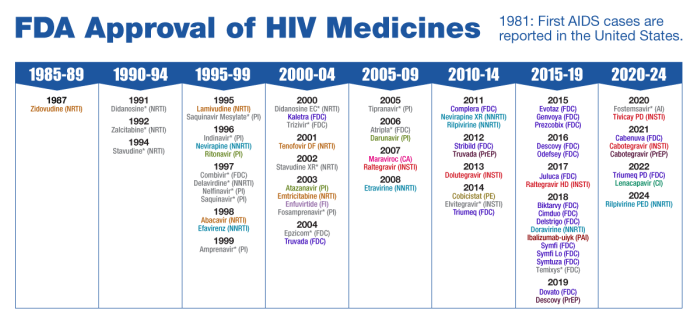 FDA Approval of HIV Medicines
1981: First AIDS cases are
reported in the United States.
1985-89
1987
Zidovudine (NRTI)
1990-94
1991
Didanosine* (NRTI)
1992
Zalcitabine* (NRTI)
1994
Stavudine* (NRTI)
1995-99
1995
Lamivudine (NRTI)
Saquinavir Mesylate* (PI)
1996
Indinavir* (PI)
Nevirapine (NNRTI)
Ritonavir (PI)
1997
Combivir* (FDC)
Delavirdine* (NNRTI)
Nelfinavir* (PI)
Saquinavir* (PI)
1998
Abacavir (NRTI)
Efavirenz (NNRTI)
1999
Amprenavir* (PI)
2000-04
2000
Didanosine EC* (NRTI)
Kaletra (FDC)
Trizivir* (FDC)
2001
Tenofovir DF (NRTI)
2002
Stavudine XR* (NRTI)
2003
Atazanavir (PI)
Emtricitabine (NRTI)
Enfuvirtide (FI)
Fosamprenavir* (PI)
2004
Epzicom* (FDC)
Truvada (FDC)
2005-09
2005
Tipranavir* (PI)
2006
Atripla* (FDC)
Darunavir (PI)
2007
Maraviroc (CA)
Raltegravir (INSTI)
2008
Etravirine (NNRTI)
2010-14
2011
Complera (FDC)
Nevirapine XR (NNRTI)
Rilpivirine (NNRTI)
2012
Stribild (FDC)
Truvada (PrEP)
2013
Dolutegravir (INSTI)
2014
Cobicistat (PE)
Elvitegravir* (INSTI)
Triumeq (FDC)
2015-19
2015
Evotaz (FDC)
Genvoya (FDC)
Prezcobix (FDC)
2016
Descovy (FDC)
Odefsey (FDC)
2017
Juluca (FDC)
Raltegravir HD (INSTI)
2018
Biktarvy (FDC)
Cimduo (FDC)
Delstrigo (FDC)
Doravirine (NNRTI)
Ibalizumab-uiyk (PAI)
Symfi (FDC)
Symfi Lo (FDC)
Symtuza (FDC)
Temixys* (FDC)
2019
Dovato (FDC)
Descovy (PrEP)
2020-24
2020
Fostemsavir* (AI)
Tivicay PD (INSTI)
2021
Cabenuva (FDC)
Cabotegravir (INSTI)
Cabotegravir (PrEP)
2022
Triumeq PD (FDC)
Lenacapavir (CI)
2024
Rilpivirine PED (NNRTI)